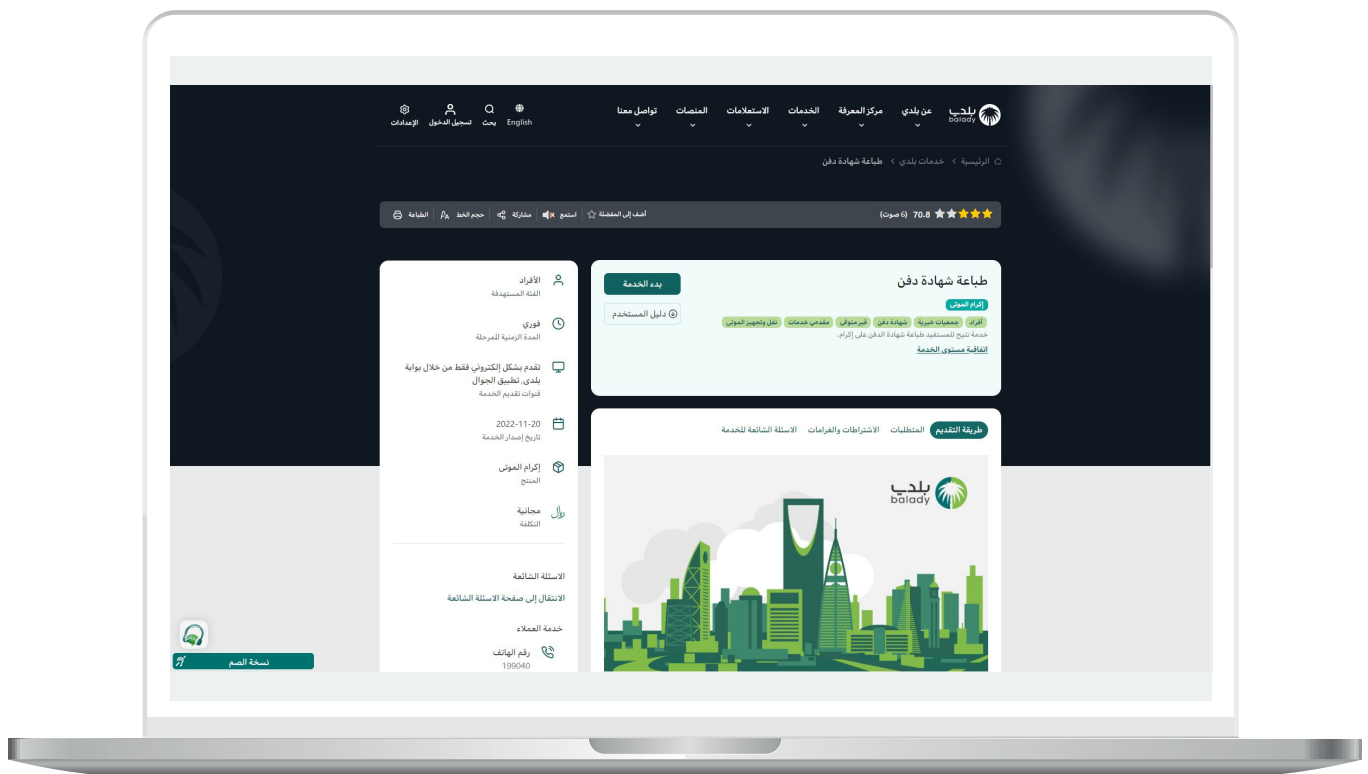 بلدي
balady
عن بلدي مركز المعرفة الخدمات الاستعلامات المنصات تواصل معنا
English بحث تسجيل الدخول الإعدادات
الرئيسية > خدمات بلدي > طباعة شهادة دفن
70.8 (6 صوت)
أضف إلى المفضلة استمع مشاركة حجم الخط الطباعة
طباعة شهادة دفن
بدء الخدمة
دليل المستخدم
إكرام الموتى
أفراد جمعيات خيرية شهادة دفن قبر متوفي مقدمي خدمات نقل وتجهيز الموتى
خدمة تتيح للمستفيد طباعة شهادة الدفن على إكرام.
اتفاقية مستوى الخدمة
طريقة التقديم المتطلبات الاشتراطات والغرامات الاسئلة الشائعة للخدمة
بلدي
balady
الأفراد
الفئة المستهدفة
فوري
المدة الزمنية للمرحلة
تقدم بشكل إلكتروني فقط من خلال بوابة
بلدي, تطبيق الجوال
قنوات تقديم الخدمة
2022-11-20
تاريخ إصدار الخدمة
إكرام الموتى
المنتج
ريال مجانية
التكلفة
الاسئلة الشائعة
الانتقال إلى صفحة الاسئلة الشائعة
خدمة العملاء
رقم الهاتف
199040
نسخة الصم